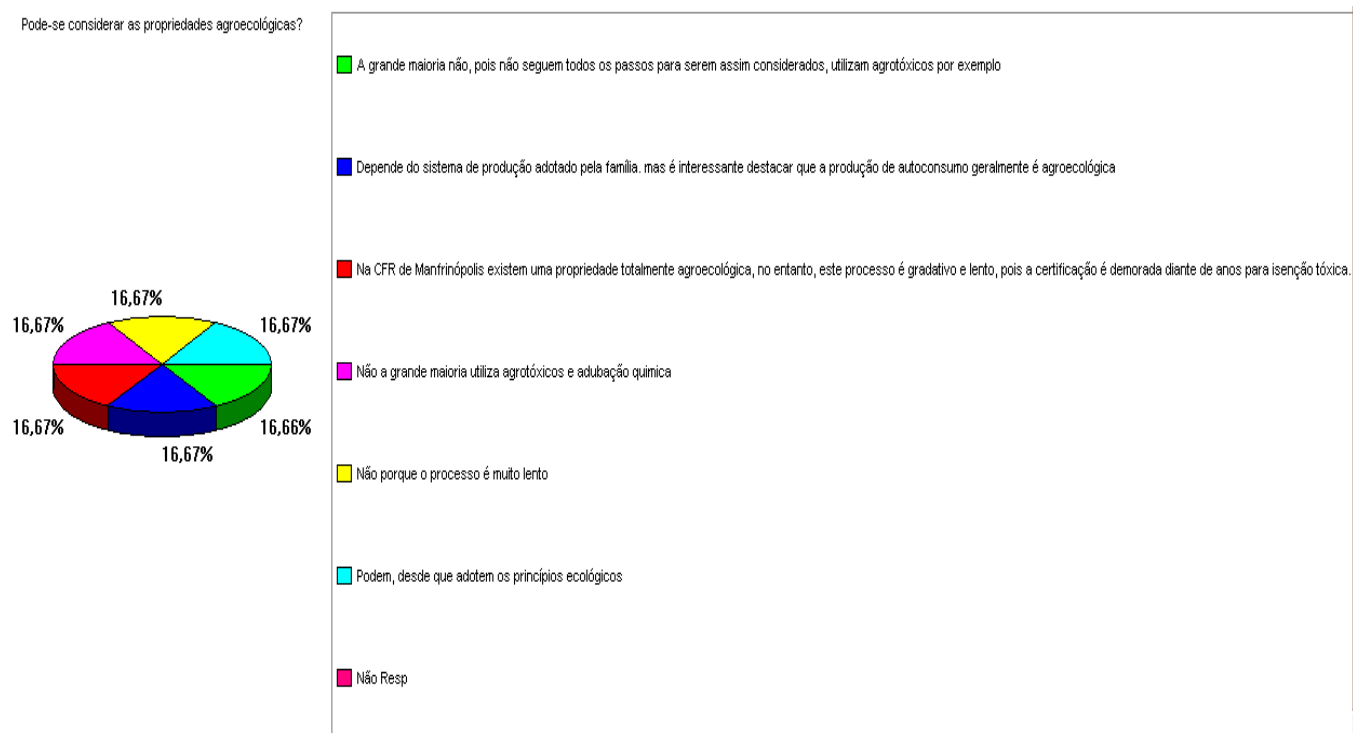 Pode-se considerar as propriedades agroecológicas?
A grande maioria não, pois não seguem todos os passos para serem assim considerados, utilizam agrotóxicos por exemplo
Depende do sistema de produção adotado pela família. mas é interessante destacar que a produção de autoconsumo geralmente é agroecológica
Na CFR de Manfrinópolis existem uma propriedade totalmente agroecológica, no entanto, este processo é gradativo e lento, pois a certificação é demorada diante de anos para isenção tóxica.
Não a grande maioria utiliza agrotóxicos e adubação quimica
Não porque o processo é muito lento
Podem, desde que adotem os princípios ecológicos
Não Resp
16,67%
16,67%
16,67%
16,67%
16,66%
16,67%